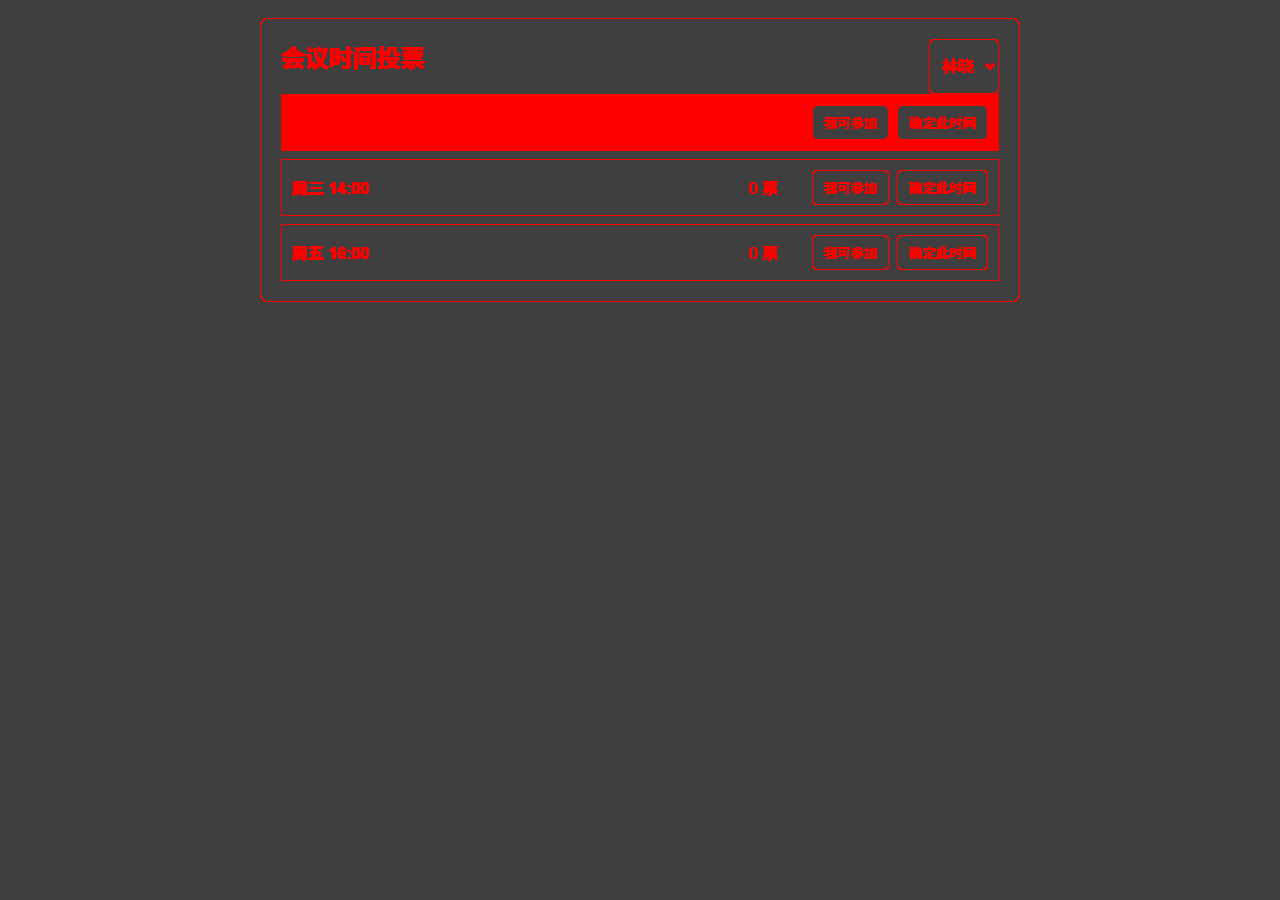 会议时间投票
林晓
我可参加 确定此时间
周三 14:00 0 票 我可参加 确定此时间
周五 16:00 0 票 我可参加 确定此时间